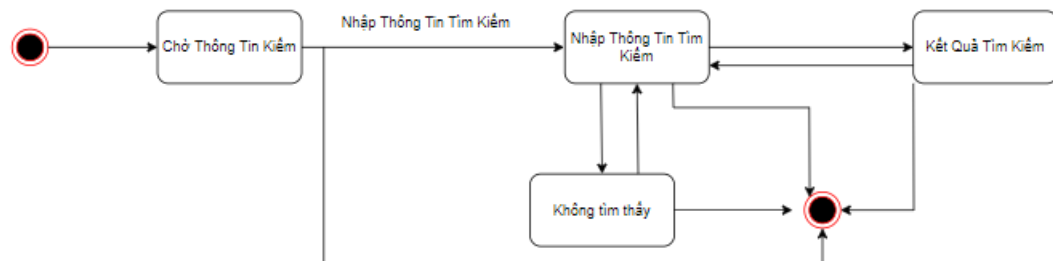 Nhập Thông Tin Tìm Kiếm
Chờ Thông Tin Kiếm
Nhập Thông Tin Tìm
Kiếm
Kết Quả Tìm Kiếm
Không tìm thấy